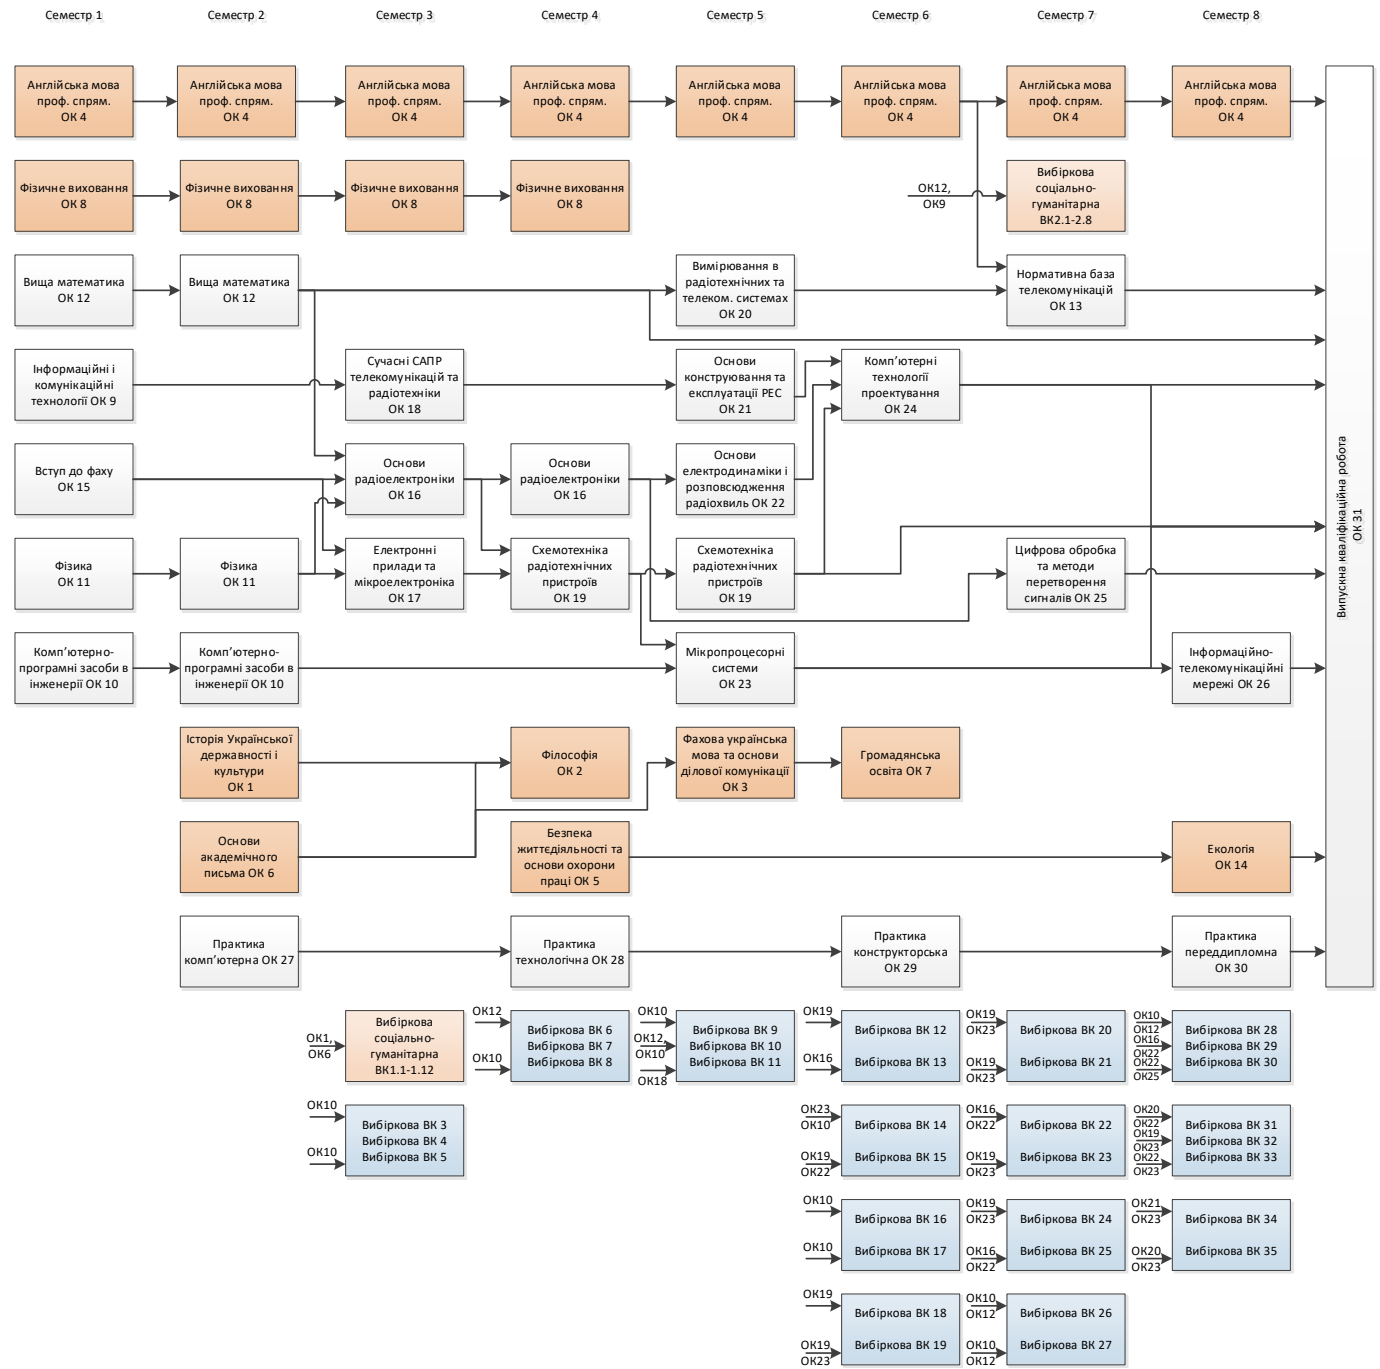 Семестр 1
Семестр 2
Семестр 3
Семестр 4
Семестр 5
Семестр 6
Семестр 7
Семестр 8
Англійська мова
проф. спрям.
ОК 4
Англійська мова
проф. спрям.
ОК 4
Англійська мова
проф. спрям.
ОК 4
Англійська мова
проф. спрям.
ОК 4
Англійська мова
проф. спрям.
ОК 4
Англійська мова
проф. спрям.
ОК 4
Англійська мова
проф. спрям.
ОК 4
Англійська мова
проф. спрям.
ОК 4
Фізичне виховання
ОК 8
Фізичне виховання
ОК 8
Фізичне виховання
ОК 8
Фізичне виховання
ОК 8
ОК12,
ОК9
Вибіркова
соціально-
гуманітарна
ВК2.1-2.8
Вища математика
ОК 12
Вища математика
ОК 12
Вимірювання в
радіотехнічних та
телеком. системах
ОК 20
Нормативна база
телекомунікацій
ОК 13
Інформаційні і
комунікаційні
технології ОК 9
Сучасні САПР
телекомунікацій та
радіотехніки
ОК 18
Основи
конструювання та
експлуатації РЕС
ОК 21
Комп’ютерні
технології
проектування
ОК 24
Вступ до фаху
ОК 15
Основи
радіоелектроніки
ОК 16
Основи
радіоелектроніки
ОК 16
Основи
електродинаміки і
розповсюдження
радіохвиль ОК 22
Випускна кваліфікаційна робота
ОК 31
Фізика
ОК 11
Фізика
ОК 11
Електронні
прилади та
мікроелектроніка
ОК 17
Схемотехніка
радіотехнічних
пристроїв
ОК 19
Схемотехніка
радіотехнічних
пристроїв
ОК 19
Цифрова обробка
та методи
перетворення
сигналів ОК 25
Комп’ютерно-
програмні засоби в
інженерії ОК 10
Комп’ютерно-
програмні засоби в
інженерії ОК 10
Мікропроцесорні
системи
ОК 23
Інформаційно-
телекомунікаційні
мережі ОК 26
Історія Української
державності і
культури
ОК 1
Філософія
ОК 2
Фахова українська
мова та основи
ділової комунікації
ОК 3
Громадянська
освіта ОК 7
Основи
академічного
письма ОК 6
Безпека
життєдіяльності та
основи охорони
праці ОК 5
Екологія
ОК 14
Практика
комп’ютерна ОК 27
Практика
технологічна ОК 28
Практика
конструкторська
ОК 29
Практика
переддипломна
ОК 30
ОК1,
ОК6
Вибіркова
соціально-
гуманітарна
ВК1.1-1.12
ОК12
ОК10
Вибіркова ВК 6
Вибіркова ВК 7
Вибіркова ВК 8
ОК10
ОК12,
ОК10
ОК18
Вибіркова ВК 9
Вибіркова ВК 10
Вибіркова ВК 11
ОК19
ОК16
Вибіркова ВК 12
Вибіркова ВК 13
ОК19
ОК23
ОК19
ОК23
Вибіркова ВК 20
Вибіркова ВК 21
ОК10
ОК12
ОК16
ОК22
ОК22
ОК25
Вибіркова ВК 28
Вибіркова ВК 29
Вибіркова ВК 30
ОК10
ОК10
Вибіркова ВК 3
Вибіркова ВК 4
Вибіркова ВК 5
ОК23
ОК10
ОК19
ОК22
Вибіркова ВК 14
Вибіркова ВК 15
ОК16
ОК22
ОК19
ОК23
Вибіркова ВК 22
Вибіркова ВК 23
ОК20
ОК22
ОК19
ОК23
ОК22
ОК23
Вибіркова ВК 31
Вибіркова ВК 32
Вибіркова ВК 33
ОК10
ОК10
Вибіркова ВК 16
Вибіркова ВК 17
ОК19
ОК23
ОК16
ОК22
Вибіркова ВК 24
Вибіркова ВК 25
ОК21
ОК23
ОК20
ОК23
Вибіркова ВК 34
Вибіркова ВК 35
ОК19
ОК19
ОК23
Вибіркова ВК 18
Вибіркова ВК 19
ОК10
ОК12
ОК10
ОК12
Вибіркова ВК 26
Вибіркова ВК 27